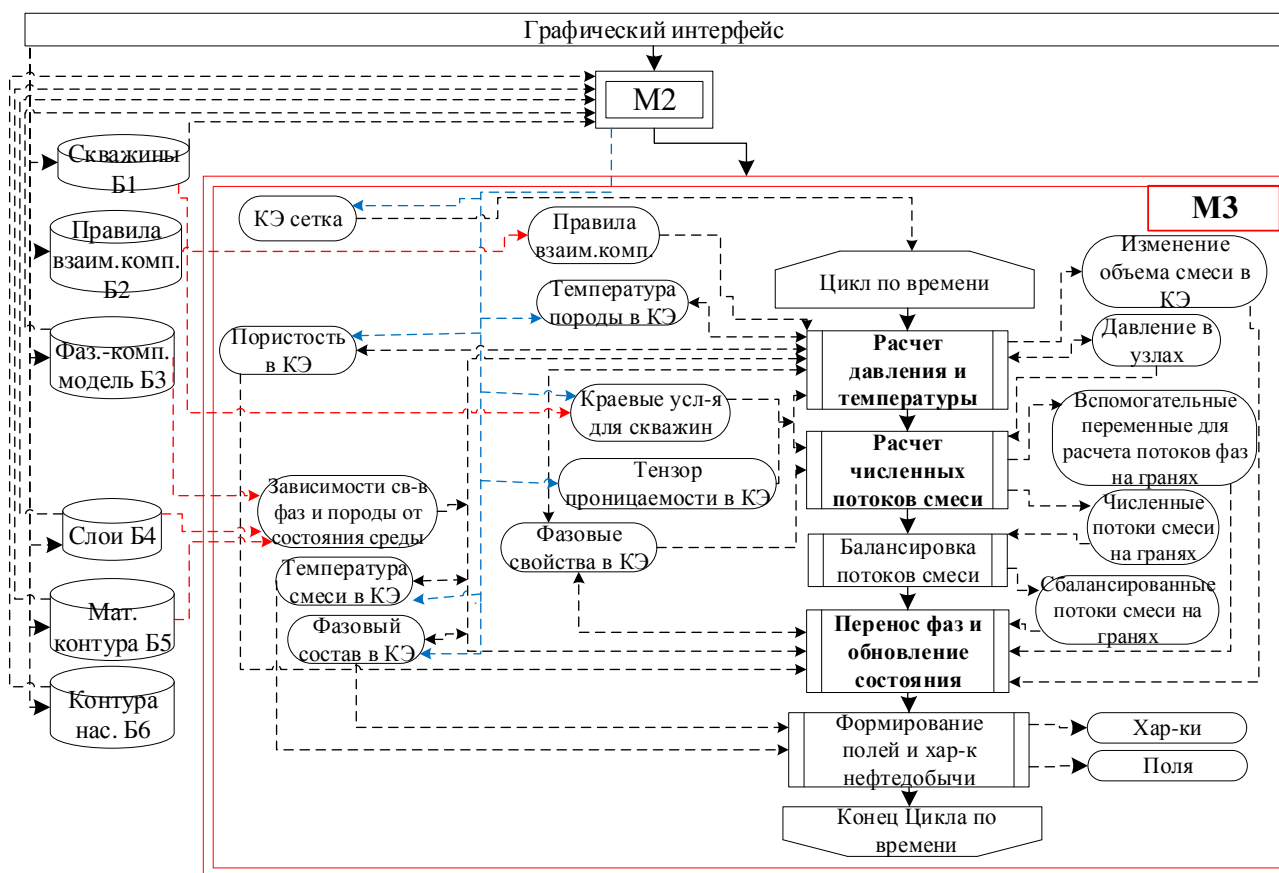 Графический интерфейс
М2
Скважины
Б1
Правила
взаим.комп.
Б2
Фаз.-комп.
модель Б3
Слои Б4
Мат.
контура Б5
Контура
нас. Б6
М3
КЭ сетка
Правила
взаим.комп.
Температура
породы в КЭ
Пористость
в КЭ
Краевые усл-я
для скважин
Тензор
проницаемости в КЭ
Зависимости св-в
фаз и породы от
состояния среды
Фазовые
свойства в КЭ
Температура
смеси в КЭ
Фазовый
состав в КЭ
Цикл по времени
Расчет
давления и
температуры
Расчет
численных
потоков смеси
Балансировка
потоков смеси
Перенос фаз и
обновление
состояния
Формирование
полей и хар-к
нефтедобычи
Конец Цикла по
времени
Изменение
объема смеси в
КЭ
Давление в
узлах
Вспомогательные
переменные для
расчета потоков фаз
на гранях
Численные
потоки смеси
на гранях
Сбалансированные
потоки смеси на
гранях
Хар-ки
Поля